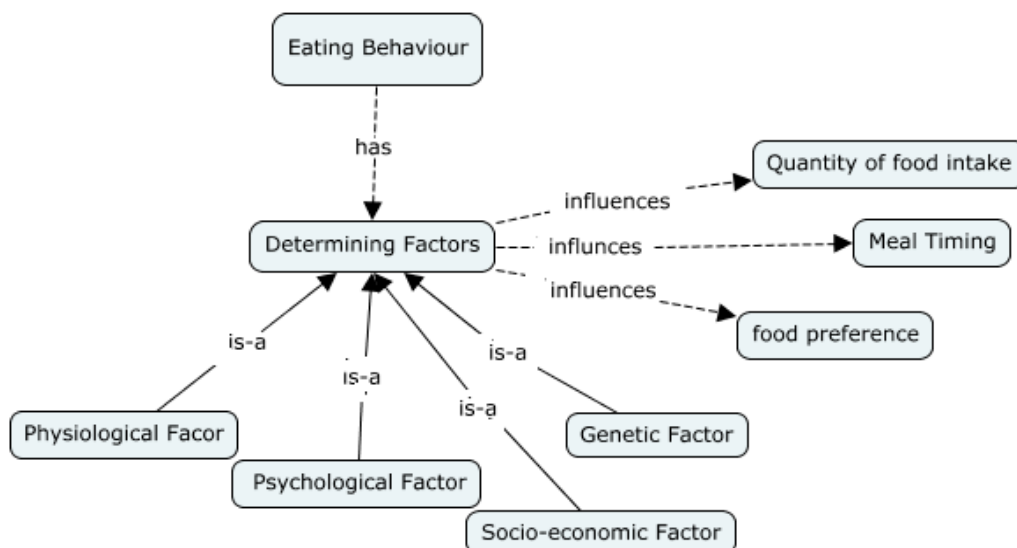 Eating Behaviour
has
Quantity of food intake
influences
Determining Factors
influnces
Meal Timing
influences
food preference
is-a
is-a
is-a
is-a
Physiological Facor
Genetic Factor
Psychological Factor
Socio-economic Factor